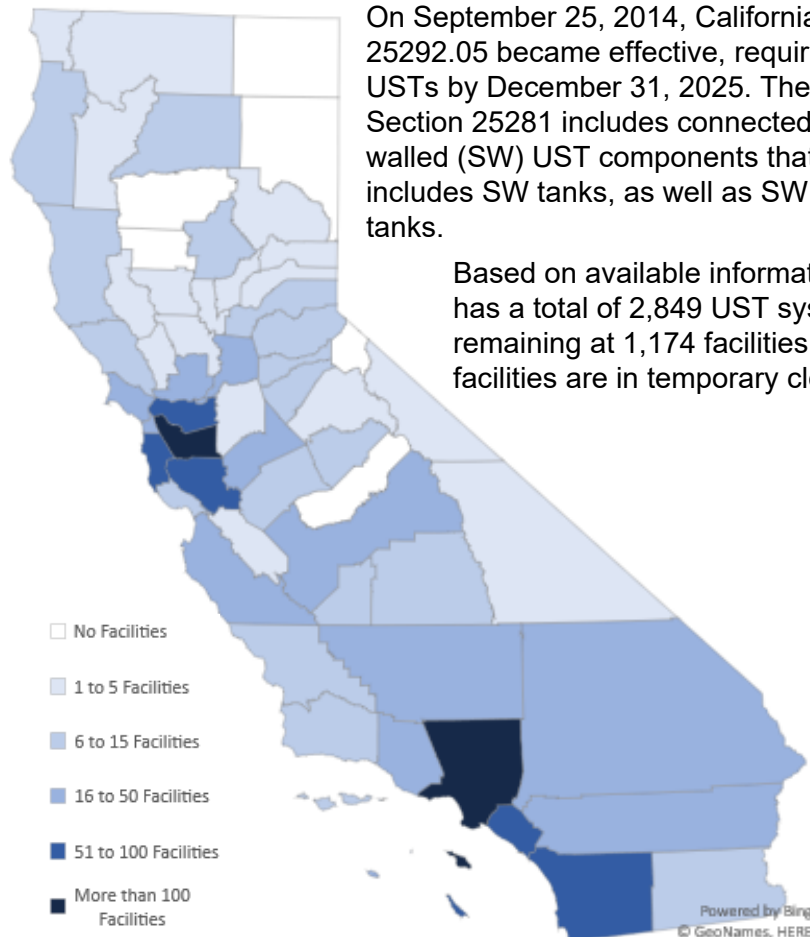 On September 25, 2014, California
25292.05 became effective, requir
USTs by December 31, 2025. The
Section 25281 includes connected
walled (SW) UST components that
includes SW tanks, as well as SW
tanks.
Based on available informat
has a total of 2,849 UST sys
remaining at 1,174 facilities
facilities are in temporary clo
No Facilities
1 to 5 Facilities
6 to 15 Facilities
16 to 50 Facilities
51 to 100 Facilities
More than 100
Facilities
Powered by Bing
© GeoNames, HERE